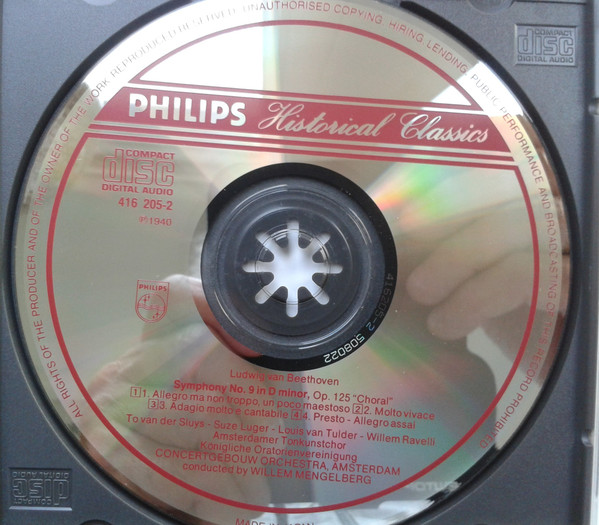 ALL RIGHTS OF THE PRODUCER AND OF THE OWNER OF THE WORK REPRODUCED RESERVED. UNAUTHORISED COPYING, HIRING, LENDING, PUBLIC PERFORMANCE AND BROADCASTING OF THIS RECORD PROHIBITED
COMPACT
disc
DIGITAL AUDIO
PHILIPS Historical Classics
COMPACT
disc
DIGITAL AUDIO
416 205-2
℗1940
PHILIPS
416205-2 508022
Ludwig van Beethoven
Symphony No. 9 in D minor, Op. 125 "Choral"
1 1. Allegro ma non troppo, un poco maestoso 2 2. Molto vivace
3 3. Adagio molto e cantabile 4 4. Presto - Allegro assai
To van der Sluys - Suze Luger - Louis van Tulder - Willem Ravelli
Amsterdamer Tonkunstchor
Königliche Oratorienvereinigung
CONCERTGEBOUW ORCHESTRA, AMSTERDAM
conducted by WILLEM MENGELBERG
COMPACT
disc
DIGITAL AUDIO
MADE IN